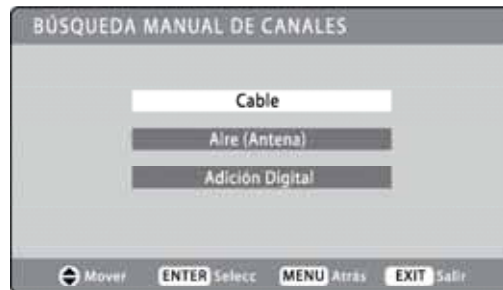 BÚSQUEDA MANUAL DE CANALES
Cable
Aire (Antena)
Adición Digital
Mover ENTER Selecc MENU Atrás EXIT Salir